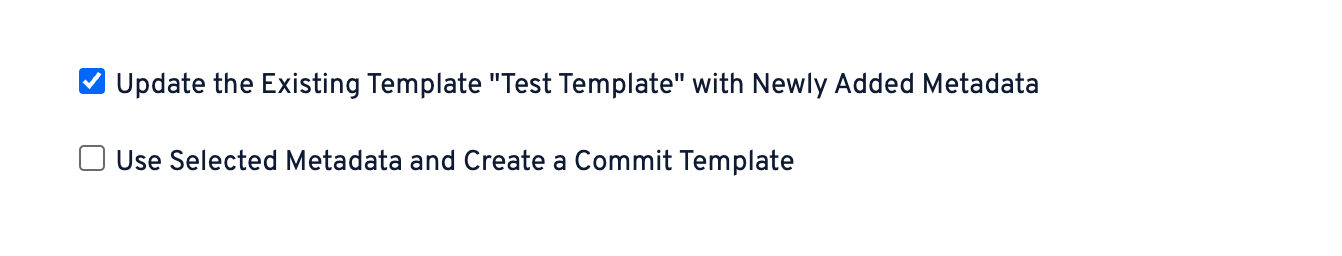 Update the Existing Template "Test Template" with Newly Added Metadata
Use Selected Metadata and Create a Commit Template